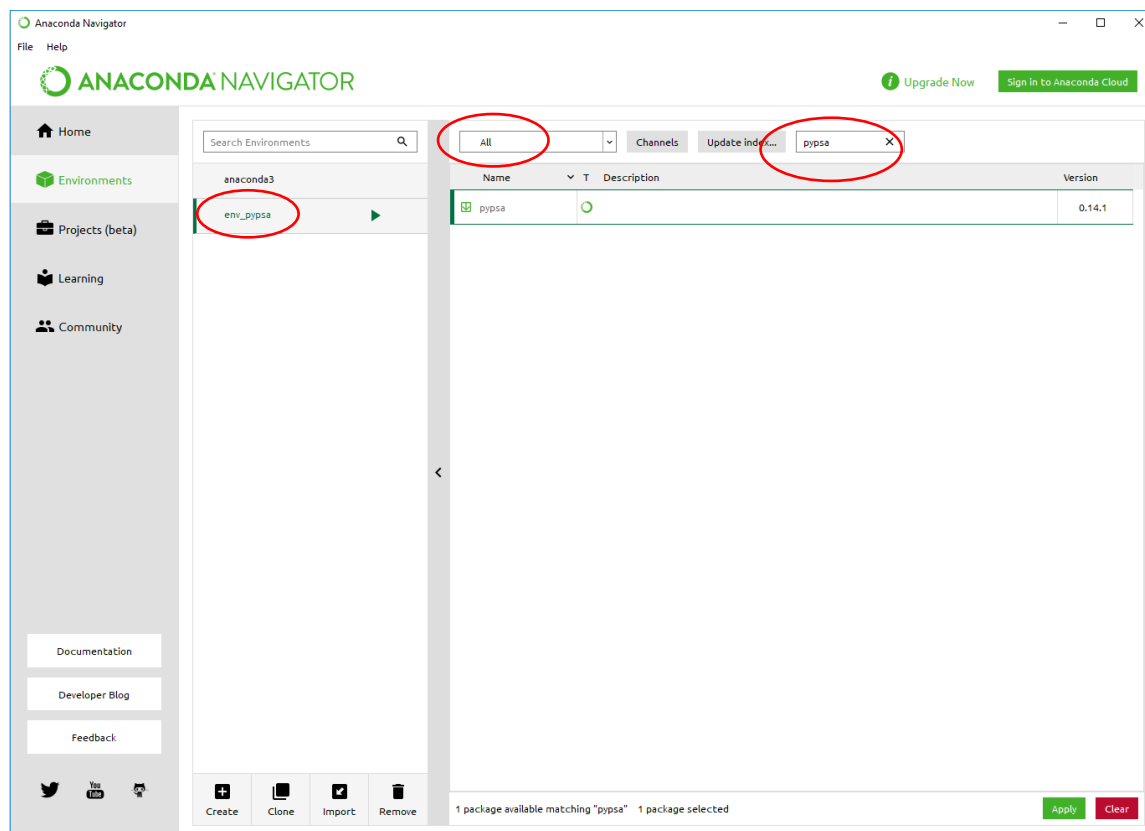 Anaconda Navigator
File Help
ANACONDA NAVIGATOR
Upgrade Now
Sign in to Anaconda Cloud
Home
Environments
Projects (beta)
Learning
Community
Documentation
Developer Blog
Feedback
You Tube
Search Environments
anaconda3
env_pypsa
Create Clone Import Remove
All Channels Update index... pypsa
Name T Description Version
pypsa 0.14.1
1 package available matching "pypsa" 1 package selected
Apply Clear